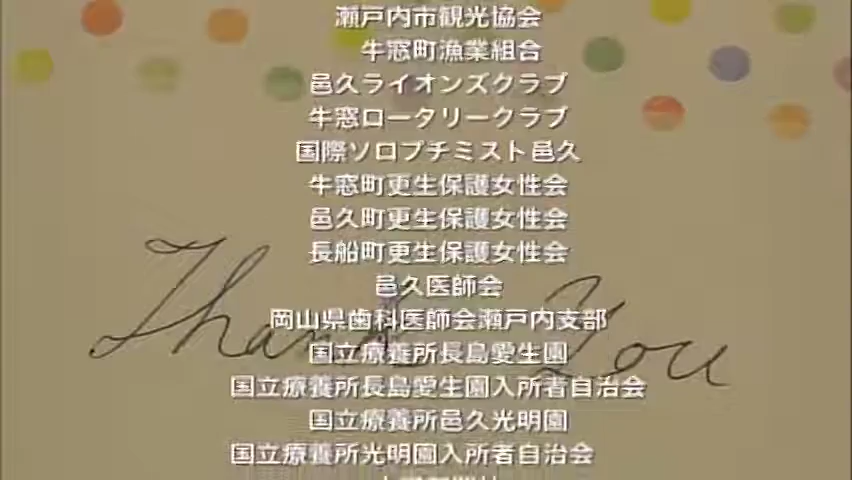 瀬戸内市観光協会
牛窓町漁業組合
邑久ライオンズクラブ
牛窓ロータリークラブ
国際ソロプチミスト邑久
牛窓町更生保護女性会
邑久町更生保護女性会
長船町更生保護女性会
邑久医師会
岡山県歯科医師会瀬戸内支部
Thank You
国立療養所長島愛生園
国立療養所長島愛生園入所者自治会
国立療養所邑久光明園
国立療養所光明園入所者自治会